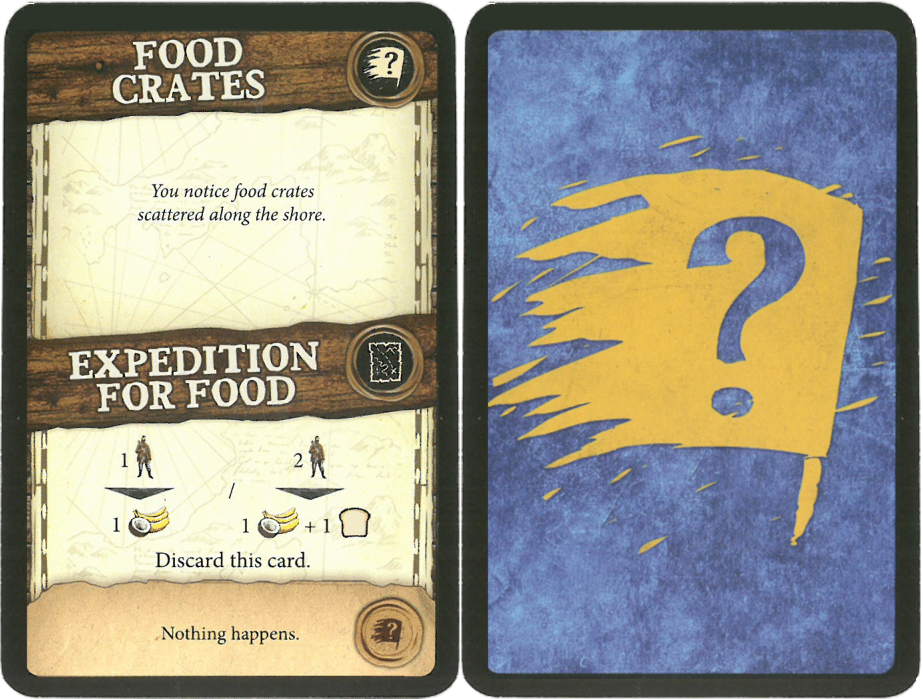 FOOD
CRATES
?
You notice food crates
scattered along the shore.
EXPEDITION
FOR FOOD
1 / 2
1 1 + 1
Discard this card.
Nothing happens.
?
?